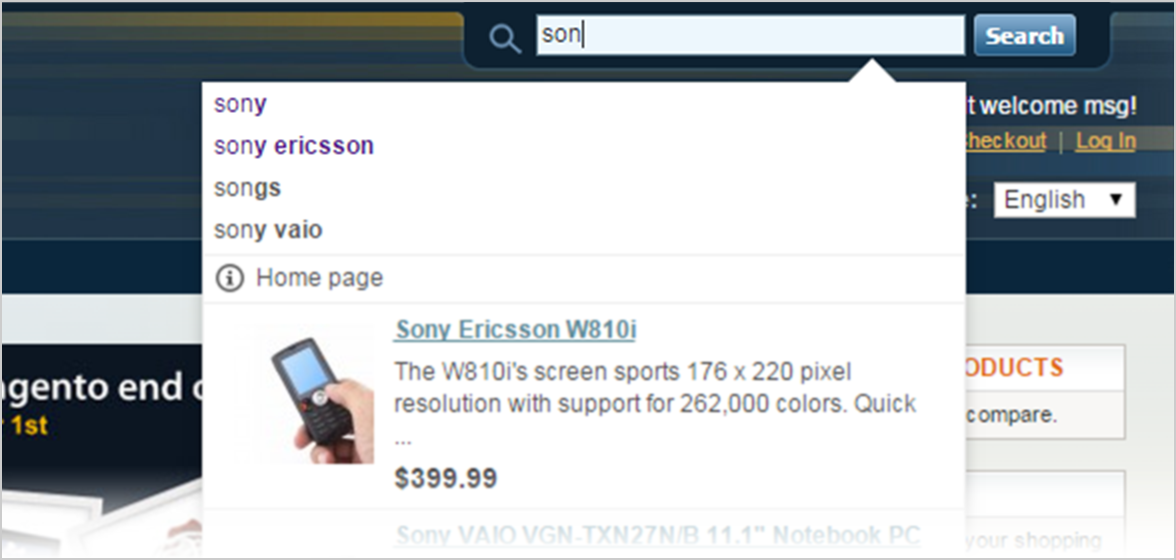 son
Search
sony
sony ericsson
songs
sony vaio
Home page
Sony Ericsson W810i
The W810i's screen sports 176 x 220 pixel
resolution with support for 262,000 colors. Quick
...
$399.99
Sony VAIO VGN-TXN27N/B 11.1" Notebook PC
t welcome msg!
heckout | Log In
e: English
agento end
1st
ODUCTS
compare.
your shopping